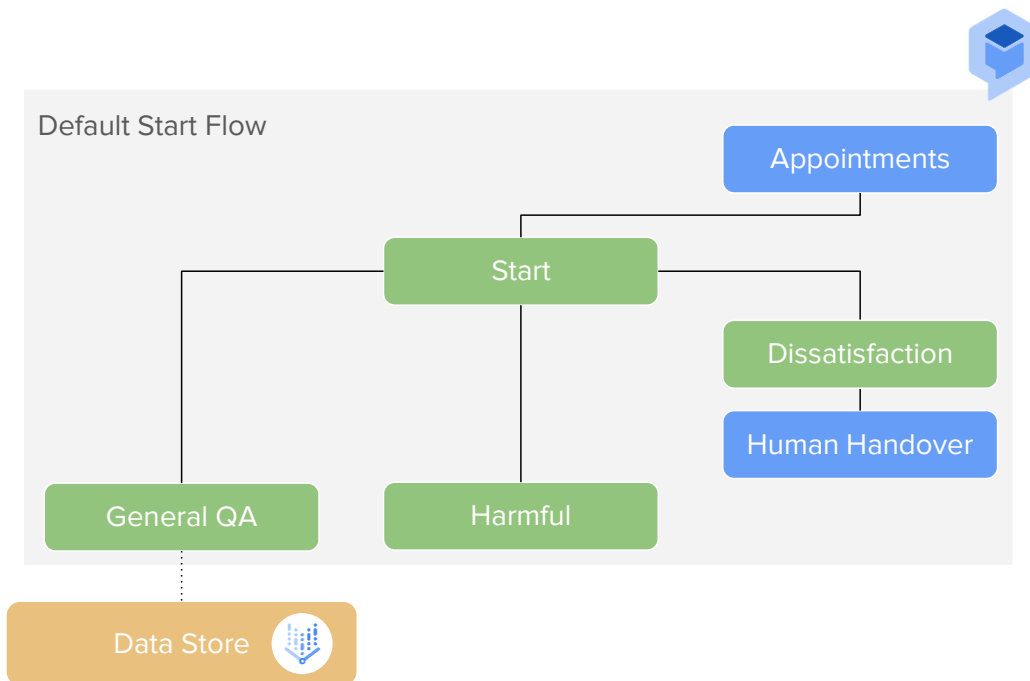 Default Start Flow
Appointments
Start
Dissatisfaction
Human Handover
General QA
Harmful
Data Store